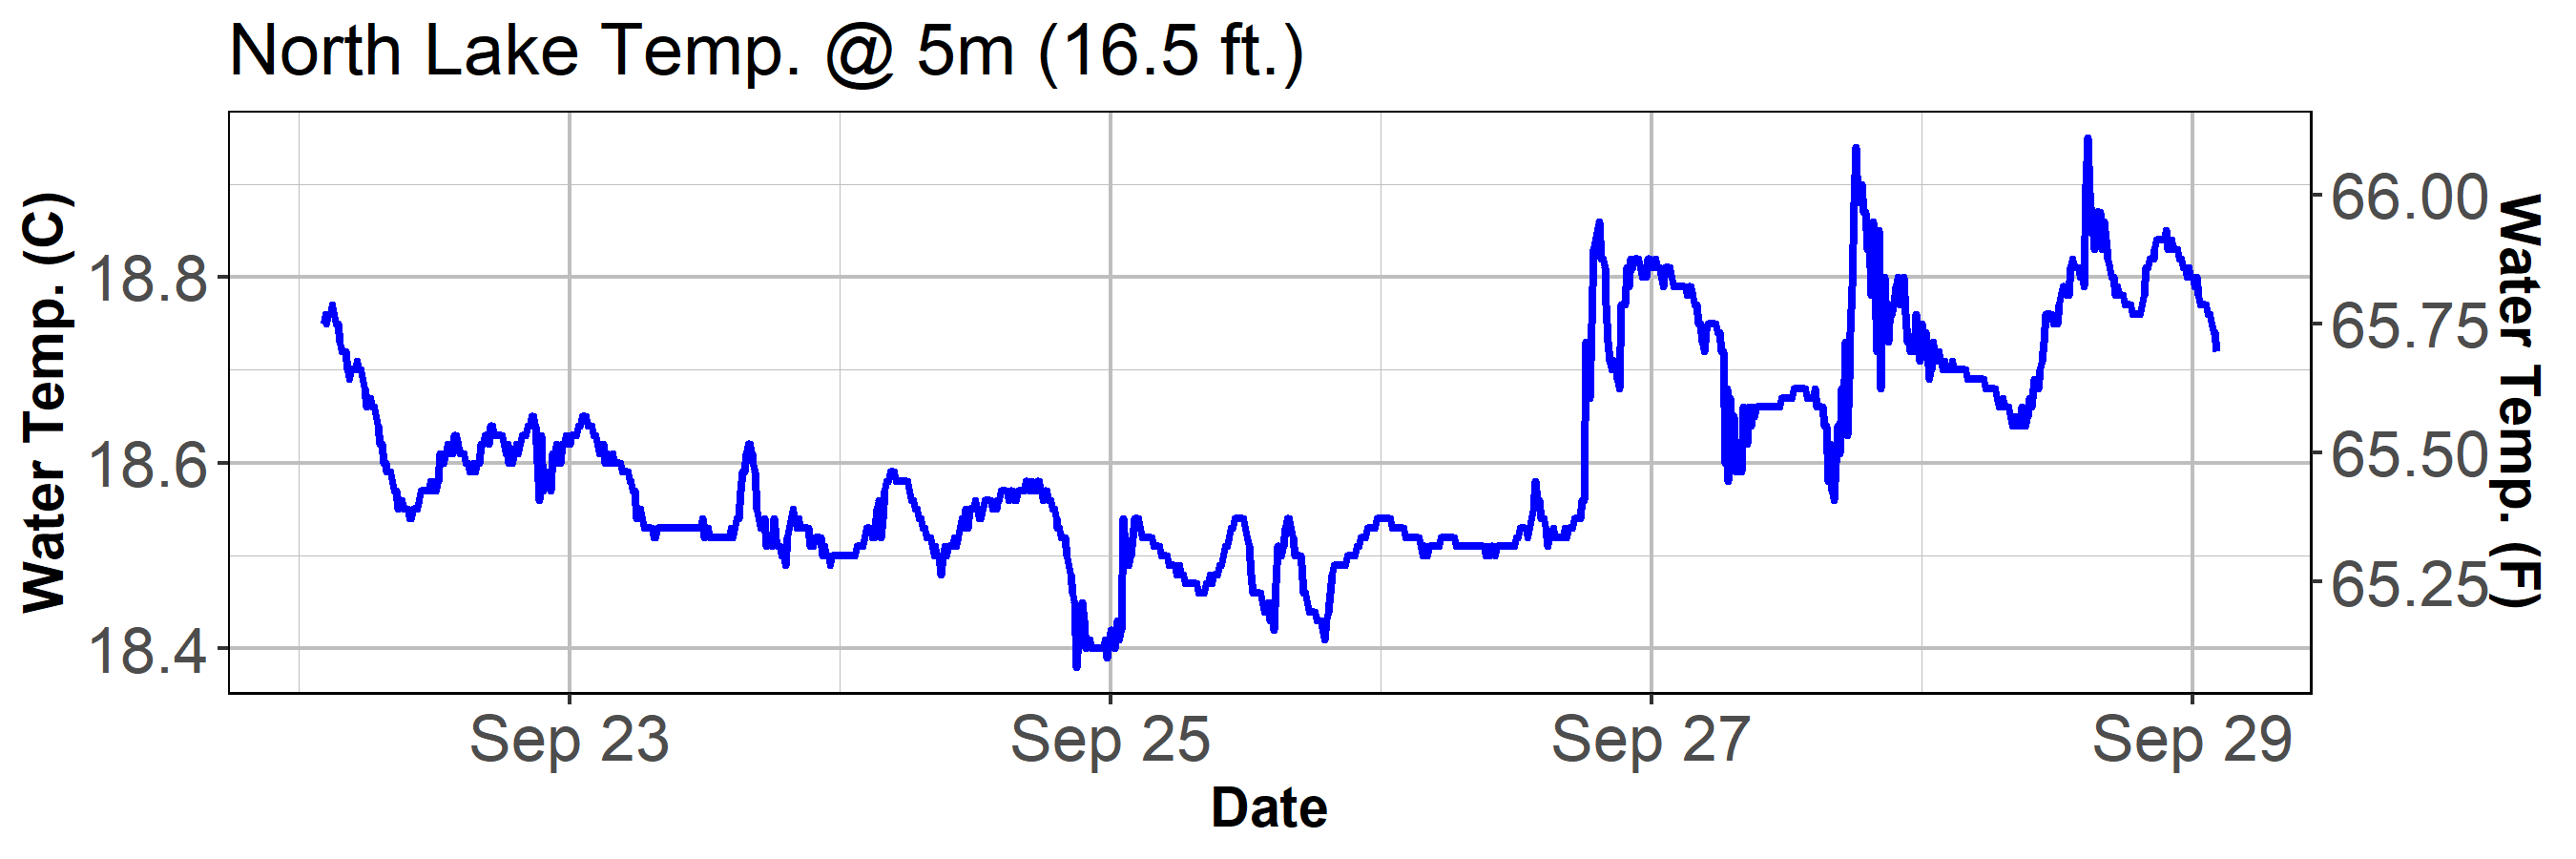 North Lake Temp. @ 5m (16.5 ft.)
Water Temp. (C)
18.8
18.6
18.4
66.00
65.75
65.50
65.25
Water Temp. (F)
Sep 23
Sep 25
Sep 27
Sep 29
Date